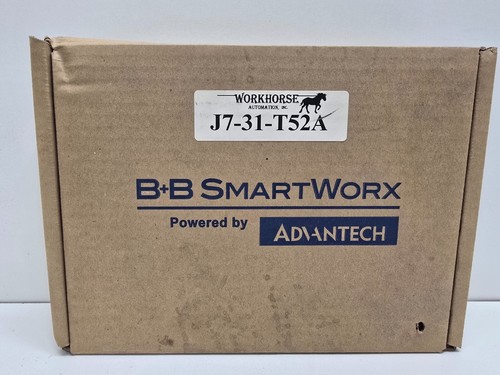 WORKHORSE
AUTOMATION, INC.
J7-31-T52A
B+B SMARTWORX
Powered by ADVANTECH